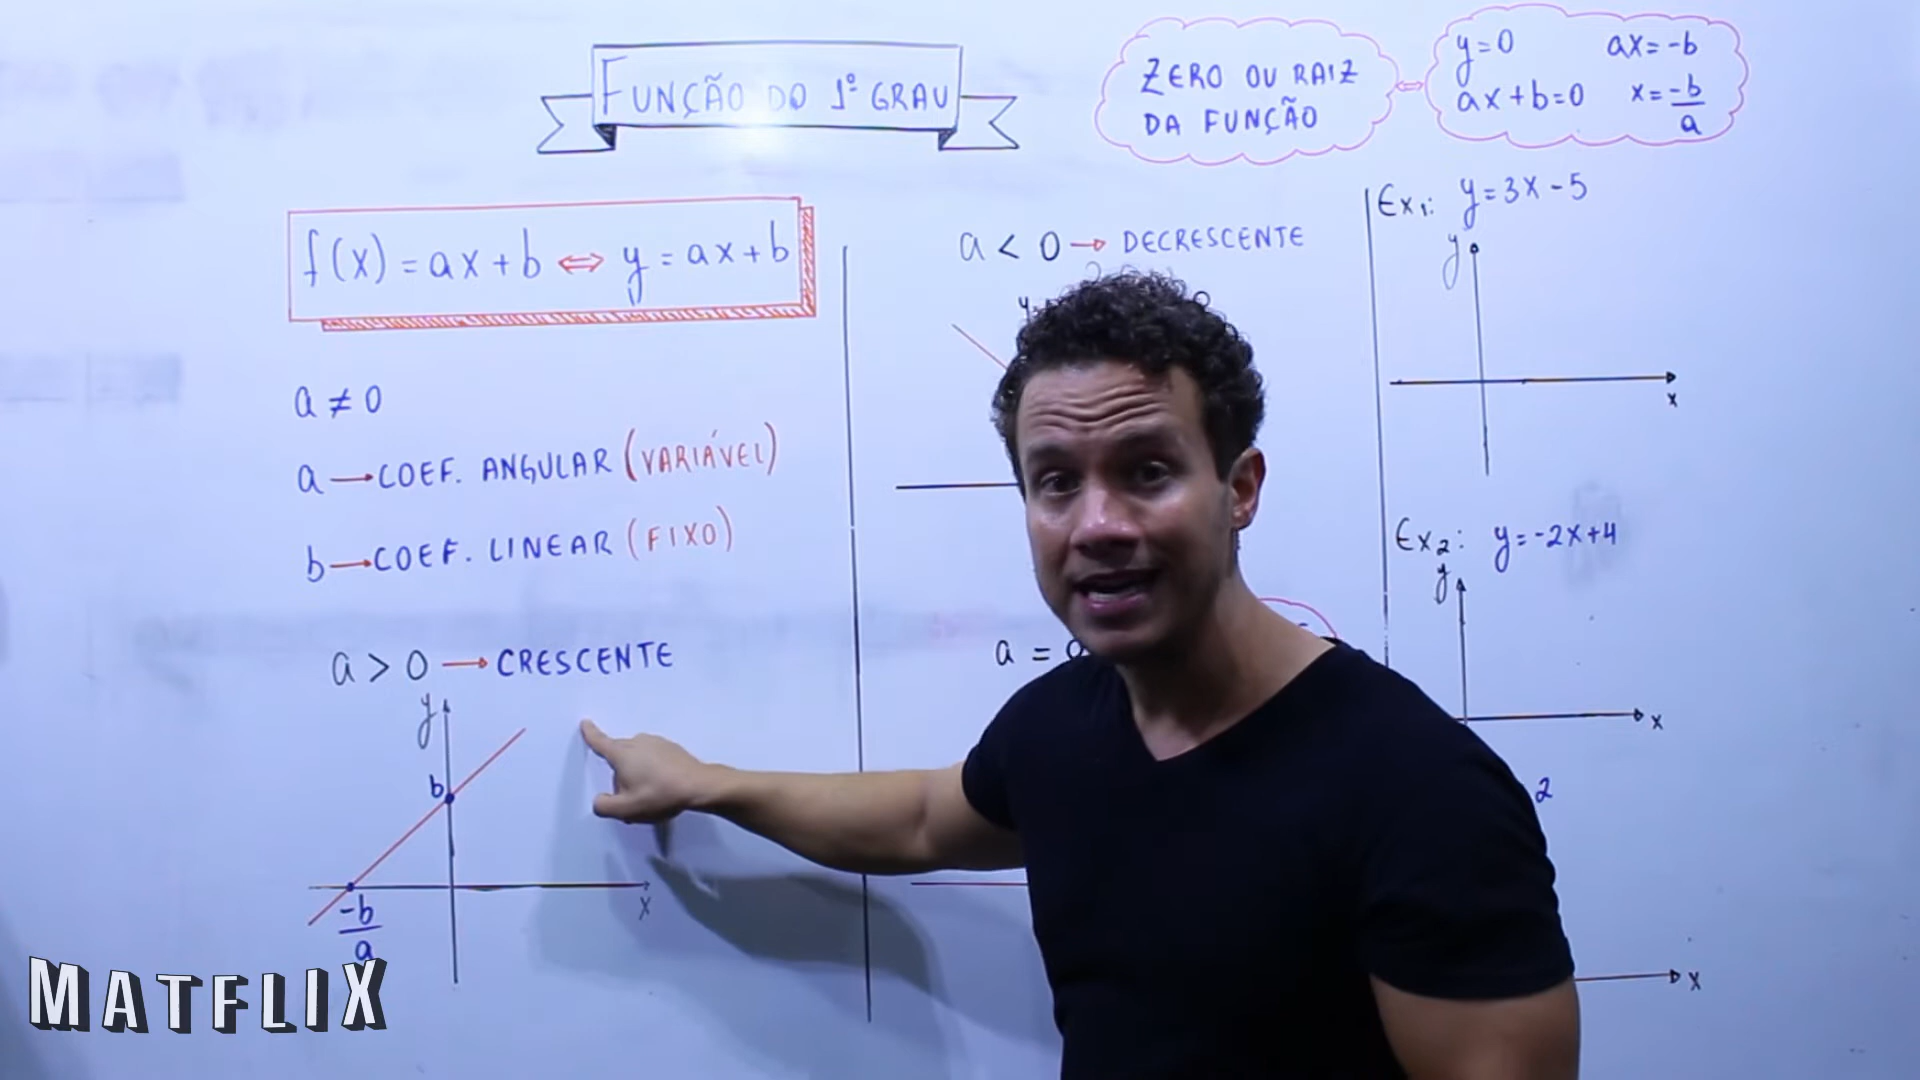 FUNÇÃO DO 1º GRAU
ZERO OU RAIZ
DA FUNÇÃO
y=0
ax+b=0
ax=-b
x=-b/a
f(x)=ax+b ⇔ y=ax+b
a≠0
a→COEF. ANGULAR (VARIÁVEL)
b→COEF. LINEAR (FIXO)
a > 0 → CRESCENTE
y
b
-b/a
x
a < 0 → DECRESCENTE
a =
Ex1: y=3x-5
y
x
Ex2: y=-2x+4
y
x
2
x
MATFLIX